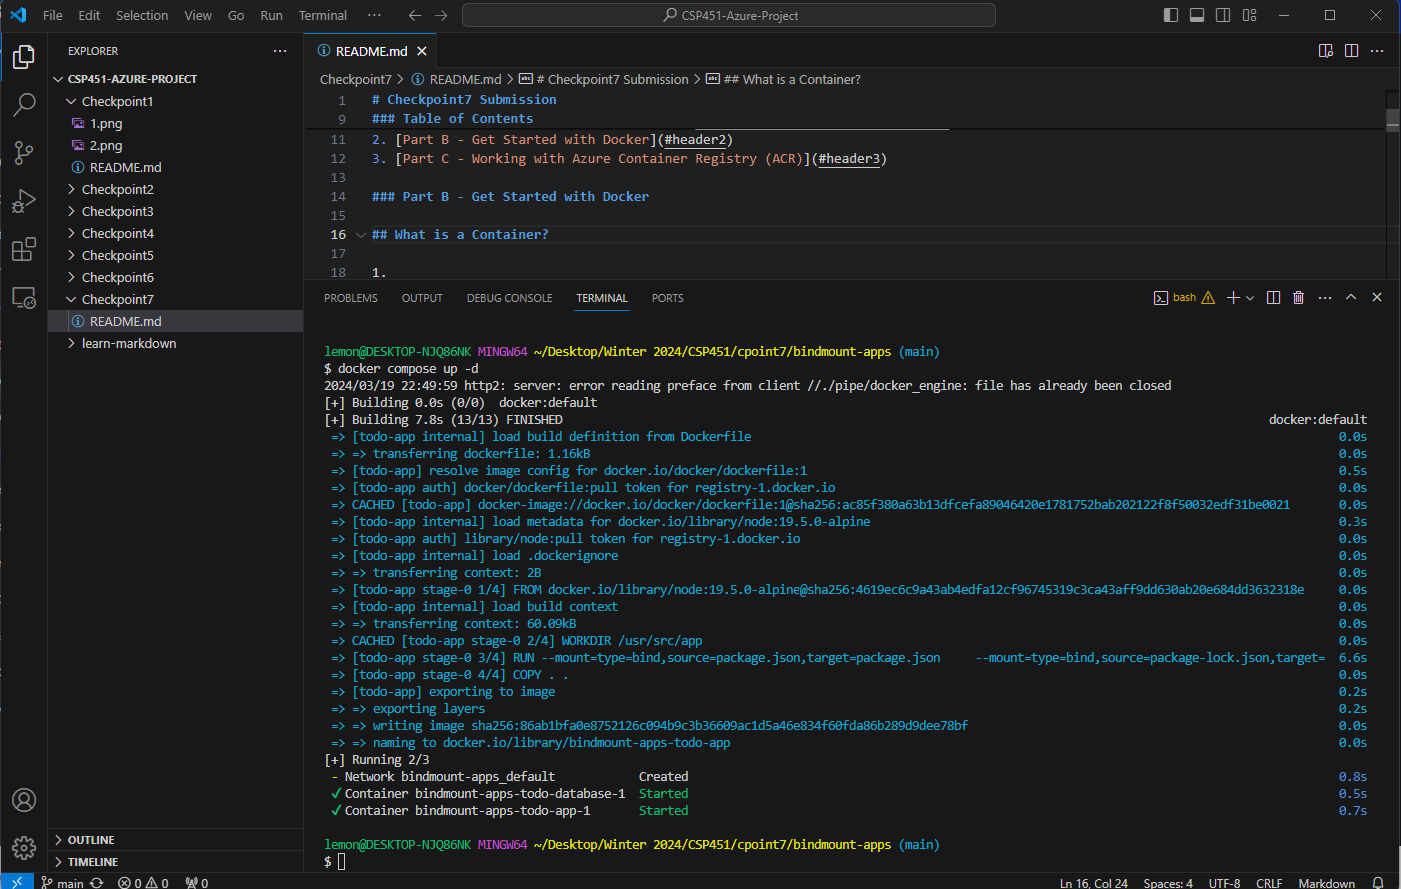 File Edit Selection View Go Run Terminal ··· CSP451-Azure-Project
EXPLORER ···
CSP451-AZURE-PROJECT
Checkpoint1
1.png
2.png
README.md
Checkpoint2
Checkpoint3
Checkpoint4
Checkpoint5
Checkpoint6
Checkpoint7
README.md
learn-markdown
OUTLINE
TIMELINE
README.md
Checkpoint7 > README.md > # Checkpoint7 Submission > ## What is a Container?
1 # Checkpoint7 Submission
9 ### Table of Contents
11 2. [Part B - Get Started with Docker](#header2)
12 3. [Part C - Working with Azure Container Registry (ACR)](#header3)
13
14 ### Part B - Get Started with Docker
15
16 ## What is a Container?
17
18 1.
PROBLEMS OUTPUT DEBUG CONSOLE TERMINAL PORTS bash
lemon@DESKTOP-NJQ86NK MINGW64 ~/Desktop/Winter 2024/CSP451/cpoint7/bindmount-apps (main)
$ docker compose up -d
2024/03/19 22:49:59 http2: server: error reading preface from client //./pipe/docker_engine: file has already been closed
[+] Building 0.0s (0/0) docker:default
[+] Building 7.8s (13/13) FINISHED docker:default
=> [todo-app internal] load build definition from Dockerfile 0.0s
=> => transferring dockerfile: 1.16kB 0.0s
=> [todo-app] resolve image config for docker.io/docker/dockerfile:1 0.5s
=> [todo-app auth] docker/dockerfile:pull token for registry-1.docker.io 0.0s
=> CACHED [todo-app] docker-image://docker.io/docker/dockerfile:1@sha256:ac85f380a63b13dfcefa89046420e1781752bab202122f8f50032edf31be0021 0.0s
=> [todo-app internal] load metadata for docker.io/library/node:19.5.0-alpine 0.3s
=> [todo-app auth] library/node:pull token for registry-1.docker.io 0.0s
=> [todo-app internal] load .dockerignore 0.0s
=> => transferring context: 2B 0.0s
=> [todo-app stage-0 1/4] FROM docker.io/library/node:19.5.0-alpine@sha256:4619ec6c9a43ab4edfa12cf96745319c3ca43aff9dd630ab20e684dd3632318e 0.0s
=> [todo-app internal] load build context 0.0s
=> => transferring context: 60.09kB 0.0s
=> CACHED [todo-app stage-0 2/4] WORKDIR /usr/src/app 0.0s
=> [todo-app stage-0 3/4] RUN --mount=type=bind,source=package.json,target=package.json --mount=type=bind,source=package-lock.json,target= 6.6s
=> [todo-app stage-0 4/4] COPY . . 0.0s
=> [todo-app] exporting to image 0.2s
=> => exporting layers 0.2s
=> => writing image sha256:86ab1bfa0e8752126c094b9c3b36609ac1d5a46e834f60fda86b289d9dee78bf 0.0s
=> => naming to docker.io/library/bindmount-apps-todo-app 0.0s
[+] Running 2/3
- Network bindmount-apps_default Created 0.8s
✓ Container bindmount-apps-todo-database-1 Started 0.5s
✓ Container bindmount-apps-todo-app-1 Started 0.7s
lemon@DESKTOP-NJQ86NK MINGW64 ~/Desktop/Winter 2024/CSP451/cpoint7/bindmount-apps (main)
$
main 0 0 0 Ln 16, Col 24 Spaces: 4 UTF-8 CRLF Markdown